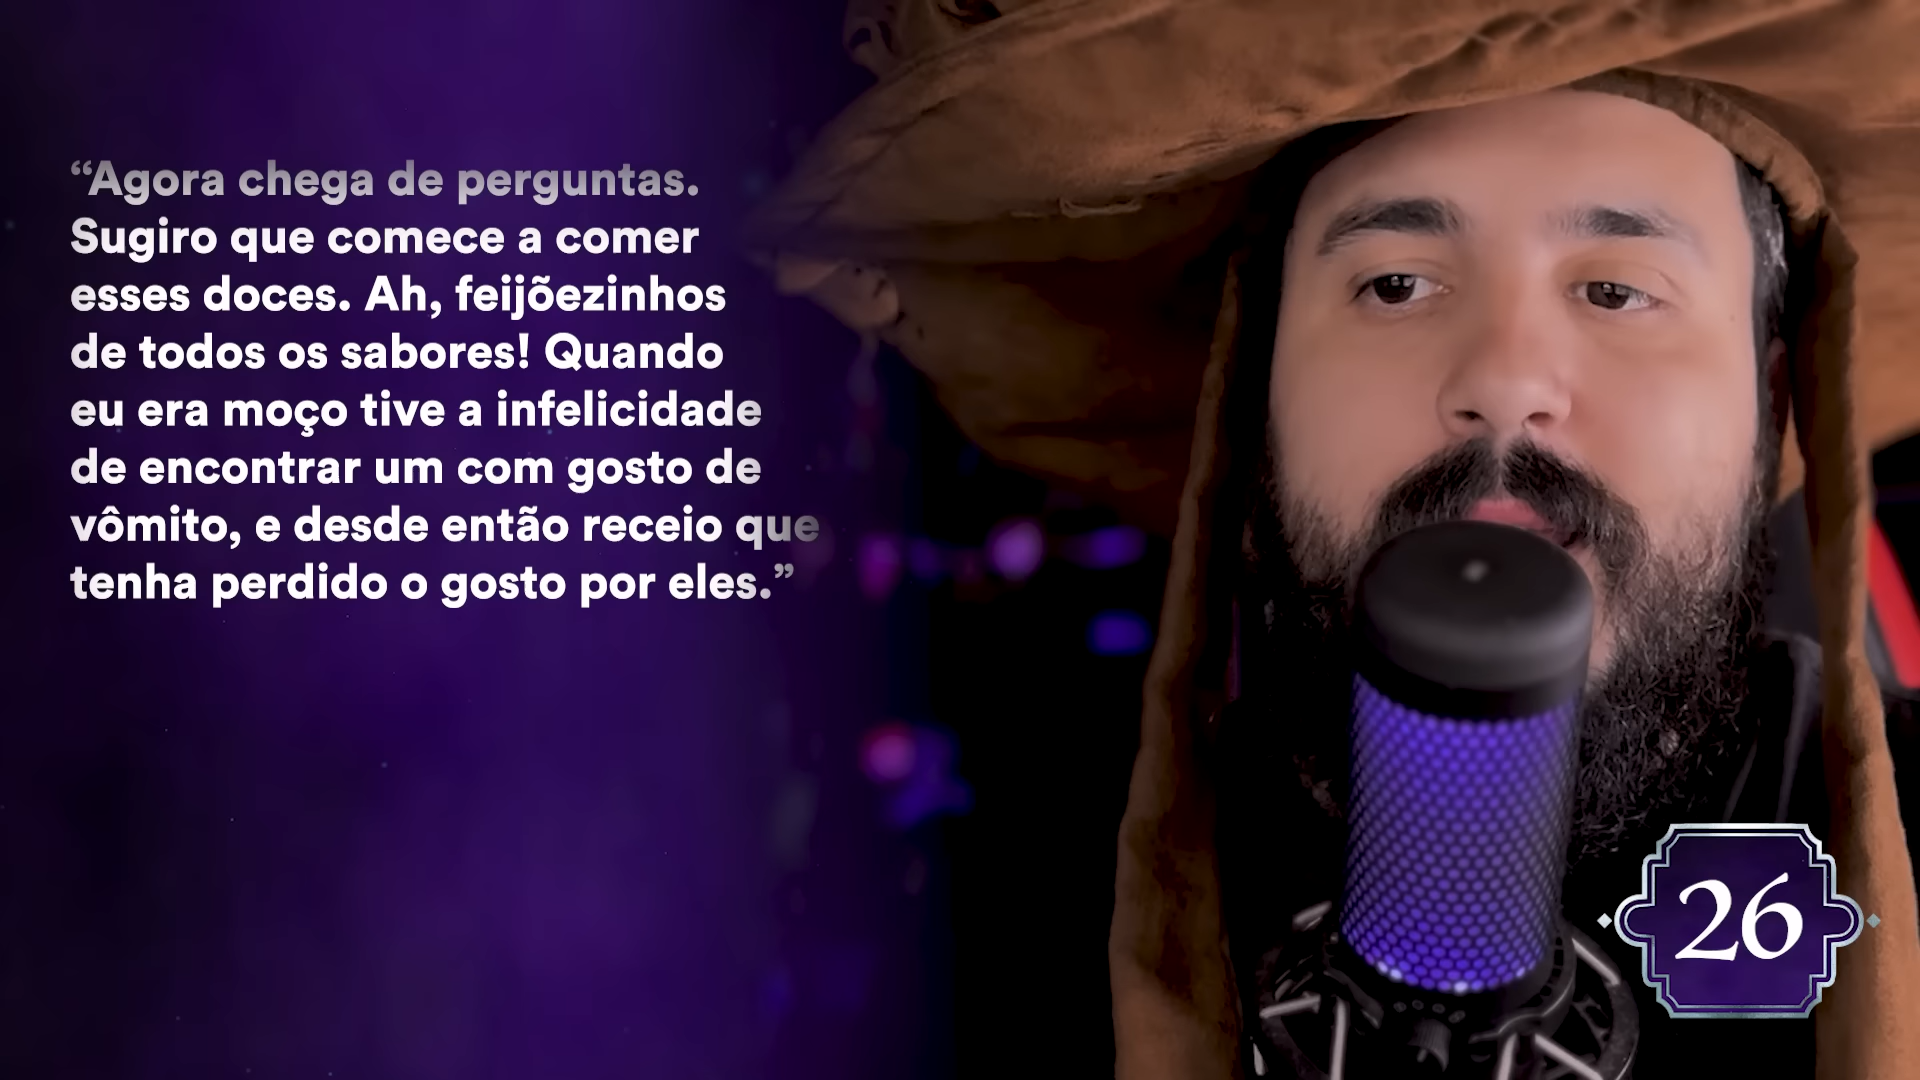 “Agora chega de perguntas.
Sugiro que comece a comer
esses doces. Ah, feijõezinhos
de todos os sabores! Quando
eu era moço tive a infelicidade
de encontrar um com gosto de
vômito, e desde então receio que
tenha perdido o gosto por eles.”
26